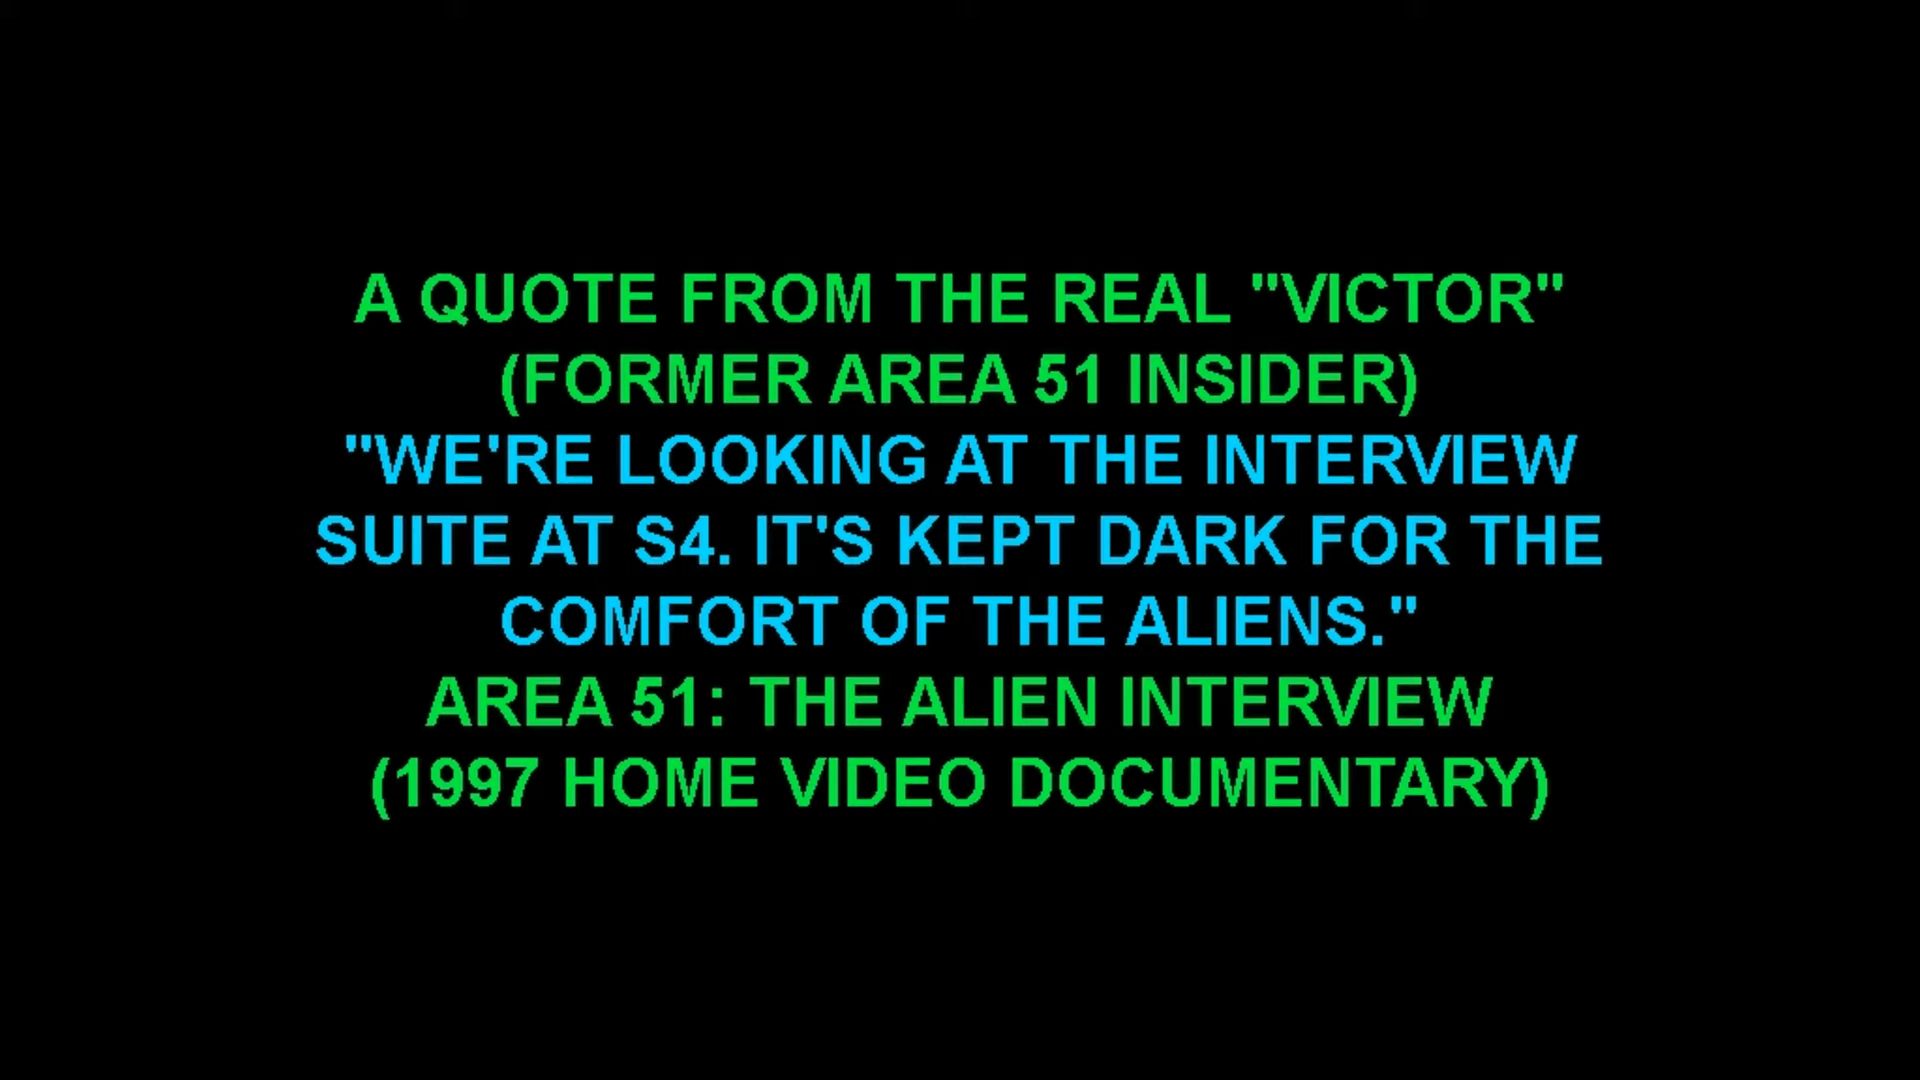 A QUOTE FROM THE REAL "VICTOR"
(FORMER AREA 51 INSIDER)
"WE'RE LOOKING AT THE INTERVIEW
SUITE AT S4. IT'S KEPT DARK FOR THE
COMFORT OF THE ALIENS."
AREA 51: THE ALIEN INTERVIEW
(1997 HOME VIDEO DOCUMENTARY)